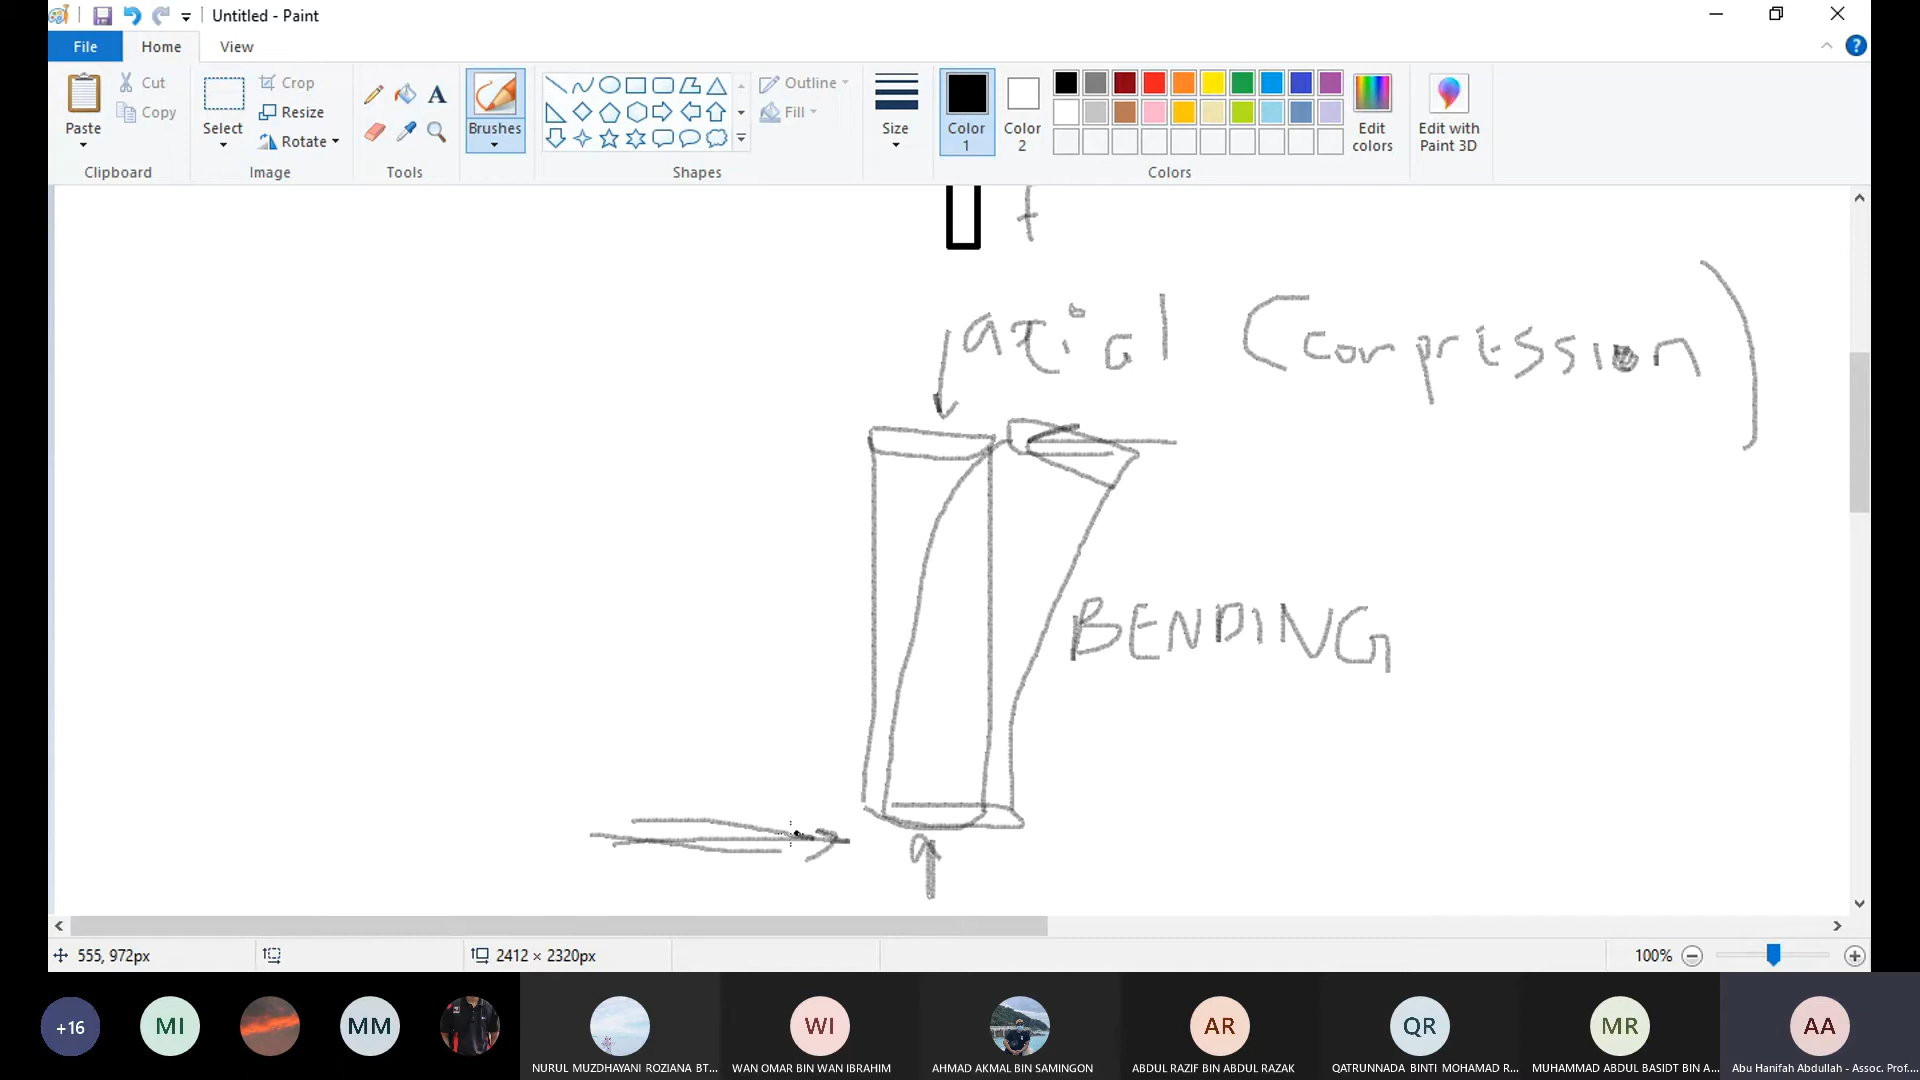 Untitled - Paint
File Home View
Cut
Copy
Paste
Clipboard
Crop
Resize
Rotate
Select
Image
Tools
Brushes
Outline
Fill
Shapes
Size
Color 1
Color 2
Edit colors
Edit with Paint 3D
Colors
axial (compression)
BENDING
555, 972px
2412 × 2320px
100%
+16
MI
MM
NURUL MUZDHAYANI ROZIANA BT...
WI
WAN OMAR BIN WAN IBRAHIM
AHMAD AKMAL BIN SAMINGON
AR
ABDUL RAZIF BIN ABDUL RAZAK
QR
QATRUNNADA BINTI MOHAMAD R...
MR
MUHAMMAD ABDUL BASIDT BIN A...
AA
Abu Hanifah Abdullah - Assoc. Prof....